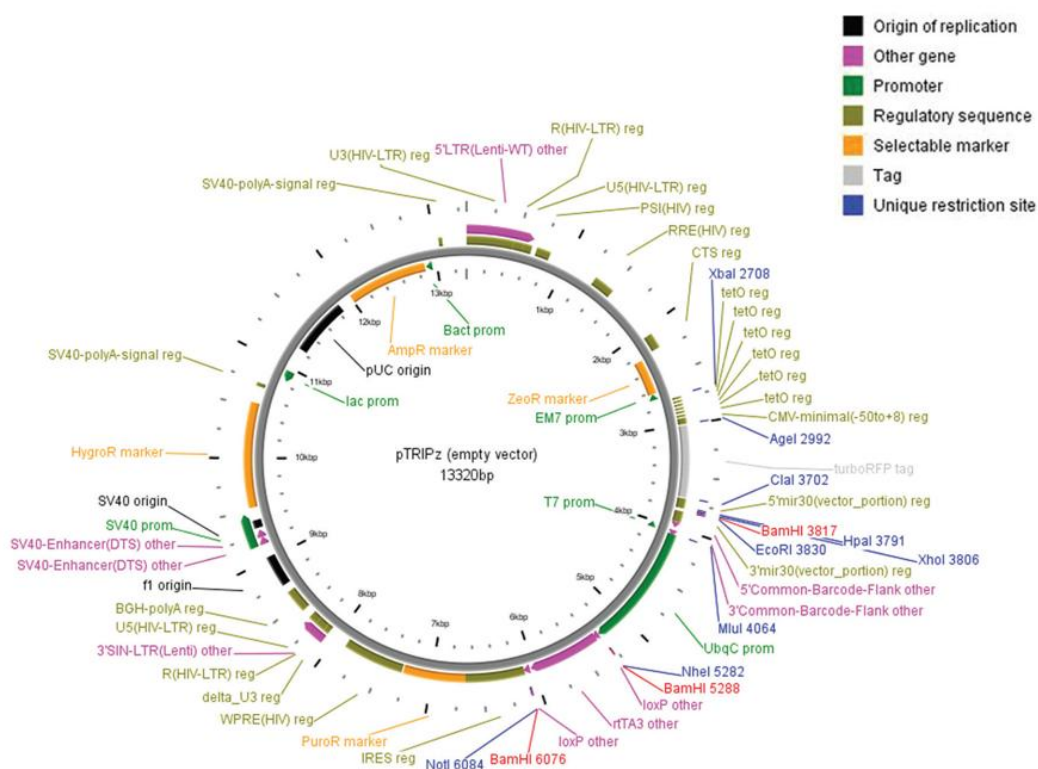 Origin of replication
Other gene
Promoter
Regulatory sequence
Selectable marker
Tag
Unique restriction site
R(HIV-LTR) reg
5'LTR(Lenti-WT) other
U3(HIV-LTR) reg
SV40-polyA-signal reg
U5(HIV-LTR) reg
PSI(HIV) reg
RRE(HIV) reg
CTS reg
XbaI 2708
tetO reg
tetO reg
tetO reg
tetO reg
tetO reg
tetO reg
CMV-minimal(-50to+8) reg
AgeI 2992
turboRFP tag
ClaI 3702
5'mir30(vector_portion) reg
BamHI 3817
HpaI 3791
EcoRI 3830
XhoI 3806
3'mir30(vector_portion) reg
5'Common-Barcode-Flank other
3'Common-Barcode-Flank other
MluI 4064
UbqC prom
NheI 5282
BamHI 5288
loxP other
rtTA3 other
loxP other
BamHI 6076
NotI 6084
IRES reg
PuroR marker
WPRE(HIV) reg
delta_U3 reg
R(HIV-LTR) reg
3'SIN-LTR(Lenti) other
U5(HIV-LTR) reg
BGH-polyA reg
f1 origin
SV40-Enhancer(DTS) other
SV40-Enhancer(DTS) other
SV40 prom
SV40 origin
HygroR marker
SV40-polyA-signal reg
13kbp
Bact prom
12kbp
AmpR marker
pUC origin
11kbp
lac prom
1kbp
2kbp
ZeoR marker
EM7 prom
3kbp
pTRIPz (empty vector)
13320bp
10kbp
T7 prom
4kbp
9kbp
5kbp
8kbp
6kbp
7kbp